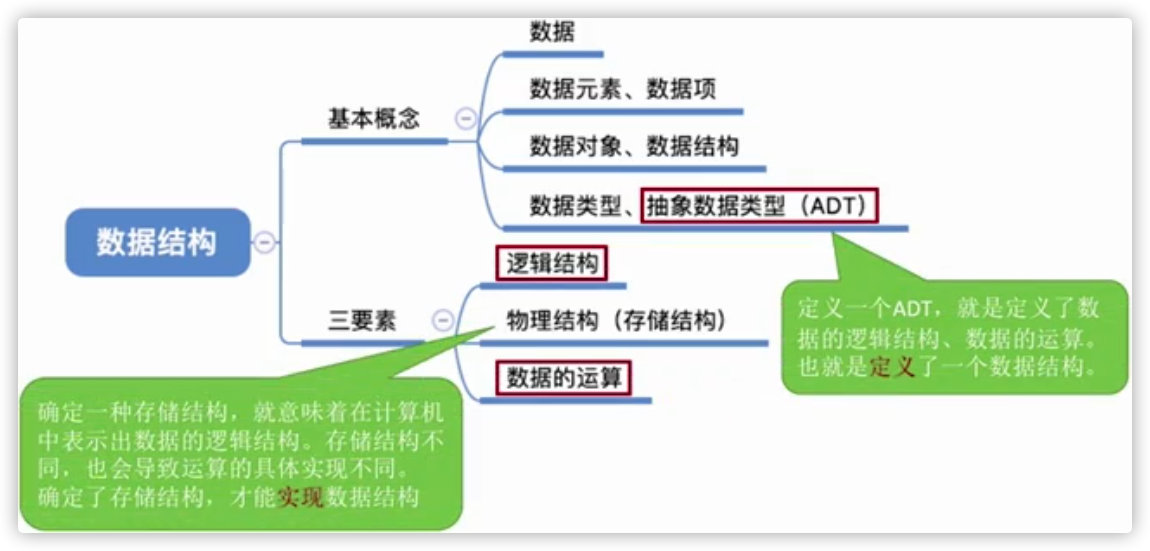 数据结构
基本概念
数据
数据元素、数据项
数据对象、数据结构
数据类型、抽象数据类型（ADT）
三要素
逻辑结构
物理结构（存储结构）
数据的运算
定义一个ADT，就是定义了数
据的逻辑结构、数据的运算。
也就是定义了一个数据结构。
确定一种存储结构，就意味着在计算机
中表示出数据的逻辑结构。存储结构不
同，也会导致运算的具体实现不同。
确定了存储结构，才能实现数据结构